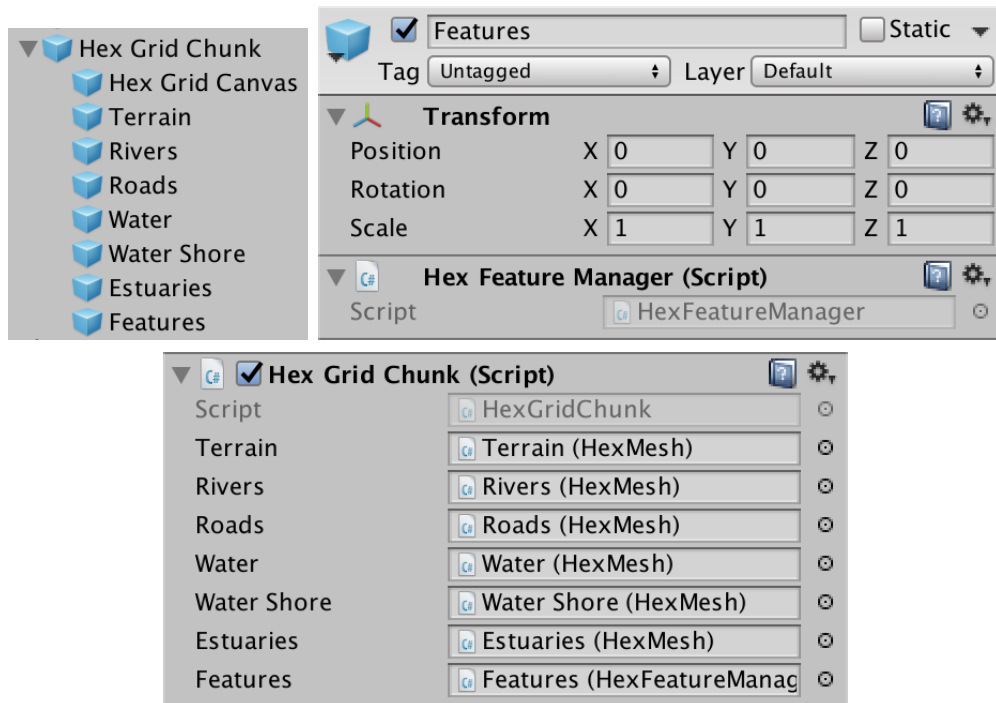 Hex Grid Chunk
Hex Grid Canvas
Terrain
Rivers
Roads
Water
Water Shore
Estuaries
Features
Features Static
Tag Untagged Layer Default
Transform
Position X 0 Y 0 Z 0
Rotation X 0 Y 0 Z 0
Scale X 1 Y 1 Z 1
C# Hex Feature Manager (Script)
Script C# HexFeatureManager
C# Hex Grid Chunk (Script)
Script C# HexGridChunk
Terrain C# Terrain (HexMesh)
Rivers C# Rivers (HexMesh)
Roads C# Roads (HexMesh)
Water C# Water (HexMesh)
Water Shore C# Water Shore (HexMesh)
Estuaries C# Estuaries (HexMesh)
Features C# Features (HexFeatureManag